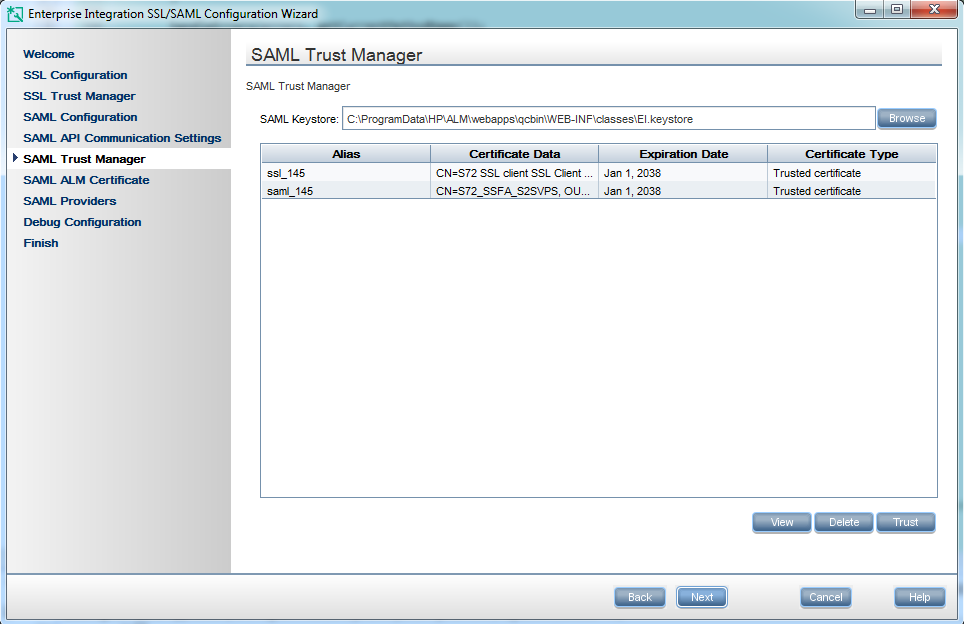 Enterprise Integration SSL/SAML Configuration Wizard
Welcome
SSL Configuration
SSL Trust Manager
SAML Configuration
SAML API Communication Settings
SAML Trust Manager
SAML ALM Certificate
SAML Providers
Debug Configuration
Finish
SAML Trust Manager
SAML Trust Manager
SAML Keystore: C:\ProgramData\HP\ALM\webapps\qcbin\WEB-INF\classes\EI.keystore Browse
Alias Certificate Data Expiration Date Certificate Type
ssl_145 CN=S72 SSL client SSL Client ... Jan 1, 2038 Trusted certificate
saml_145 CN=S72_SSFA_S2SVPS, OU... Jan 1, 2038 Trusted certificate
View Delete Trust
Back Next Cancel Help